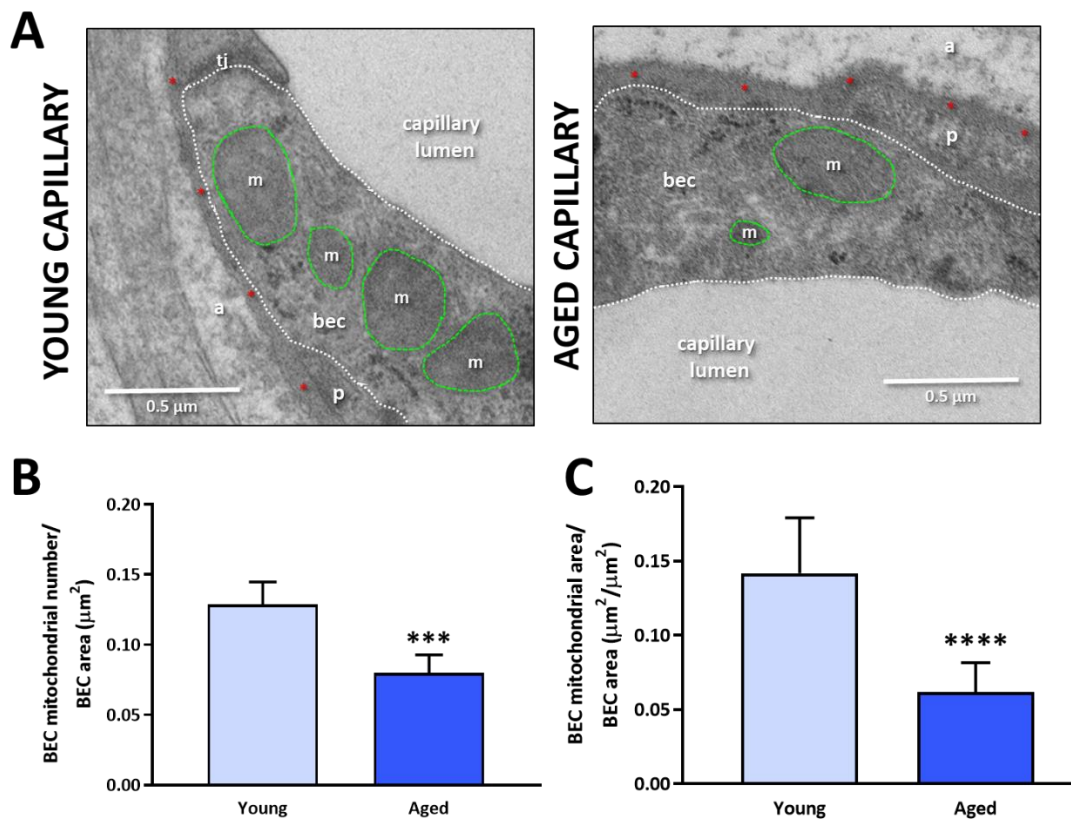 A
YOUNG CAPILLARY
tj
capillary
lumen
m
m
m
m
bec
a
p
0.5 µm
AGED CAPILLARY
a
p
m
bec
m
capillary
lumen
0.5 µm
B
BEC mitochondrial number/
BEC area (µm²)
0.20
0.15
0.10
0.05
0.00
***
Young
Aged
C
BEC mitochondrial area/
BEC area (µm²/µm²)
0.20
0.15
0.10
0.05
0.00
****
Young
Aged